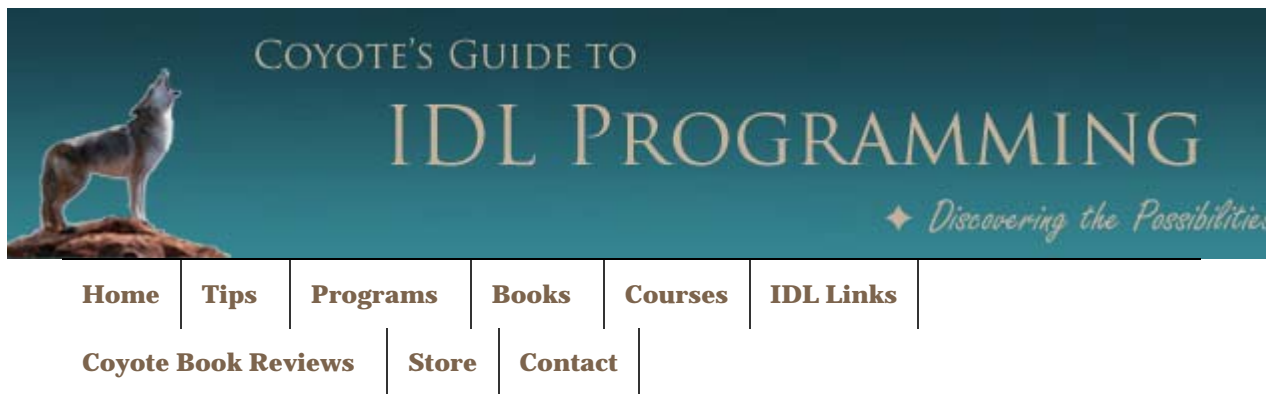 COYOTE'S GUIDE TO
IDL PROGRAMMING
Discovering the Possibilities
Home Tips Programs Books Courses IDL Links
Coyote Book Reviews Store Contact